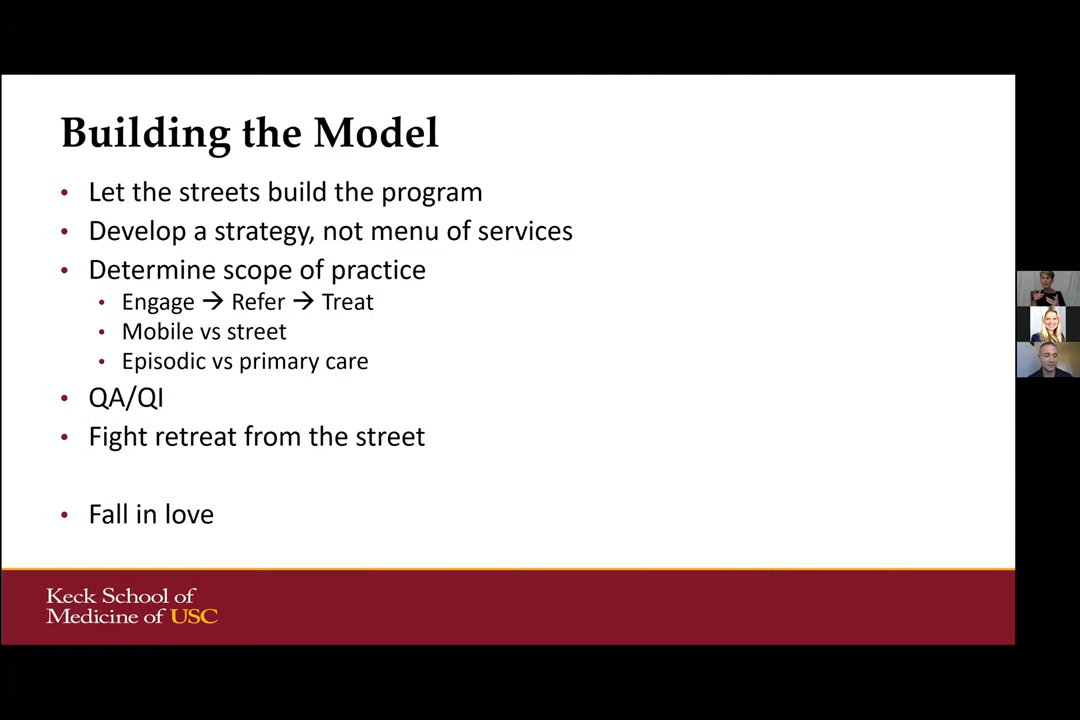 Building the Model
• Let the streets build the program
• Develop a strategy, not menu of services
• Determine scope of practice
• Engage → Refer → Treat
• Mobile vs street
• Episodic vs primary care
• QA/QI
• Fight retreat from the street
• Fall in love
Keck School of
Medicine of USC